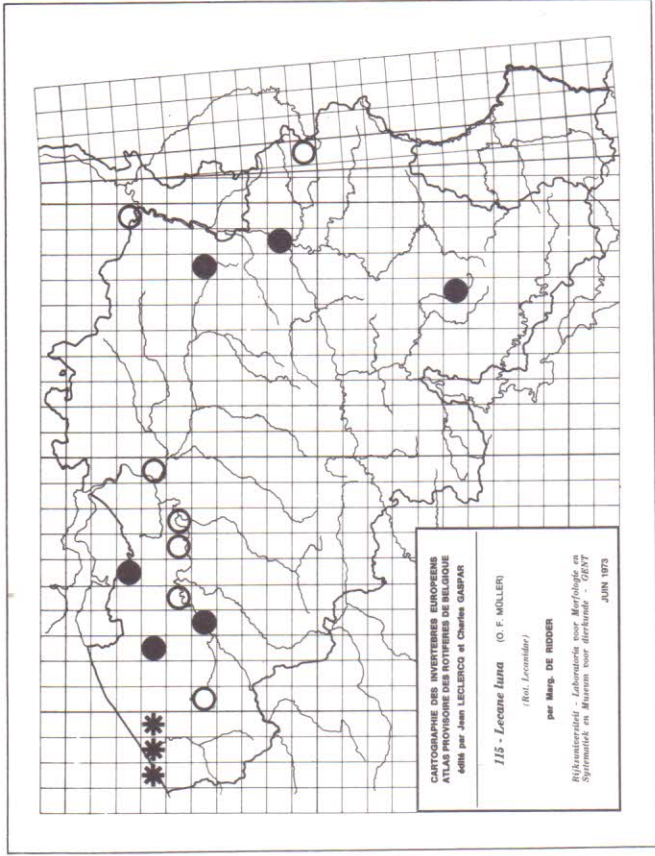 CARTOGRAPHIE DES INVERTEBRES EUROPEENS
ATLAS PROVISOIRE DES ROTIFERES DE BELGIQUE
édité par Jean LECLERCQ et Charles GASPAR
115 - Lecane luna (O. F. MÜLLER)
(Rot. Lecanidae)
par Marg. DE RIDDER
Rijksuniversiteit - Laboratoria voor Morfologie en
Systematiek en Museum voor dierkunde - GENT
JUIN 1973